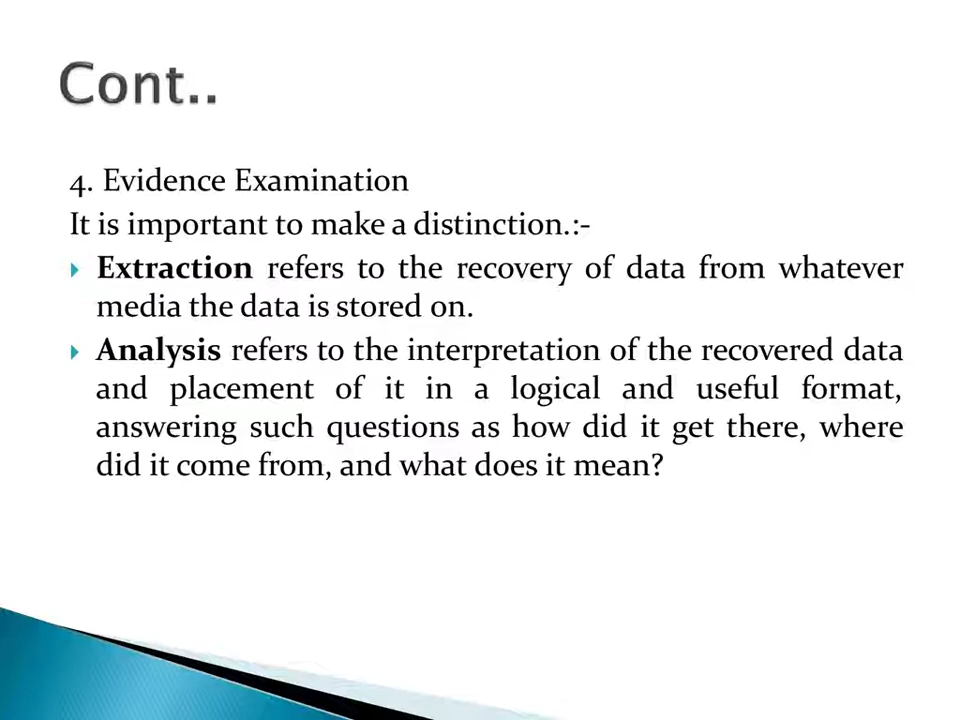 Cont..
4. Evidence Examination
It is important to make a distinction.:-
Extraction refers to the recovery of data from whatever
media the data is stored on.
Analysis refers to the interpretation of the recovered data
and placement of it in a logical and useful format,
answering such questions as how did it get there, where
did it come from, and what does it mean?